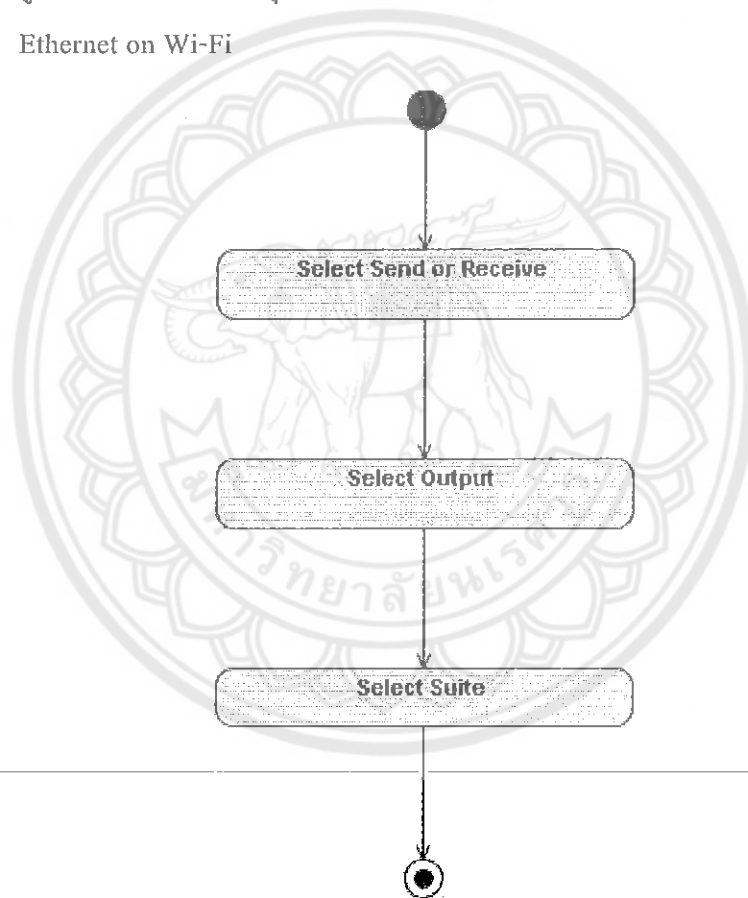 Ethernet on Wi-Fi
Select Send or Receive
Select Output
Select Suite